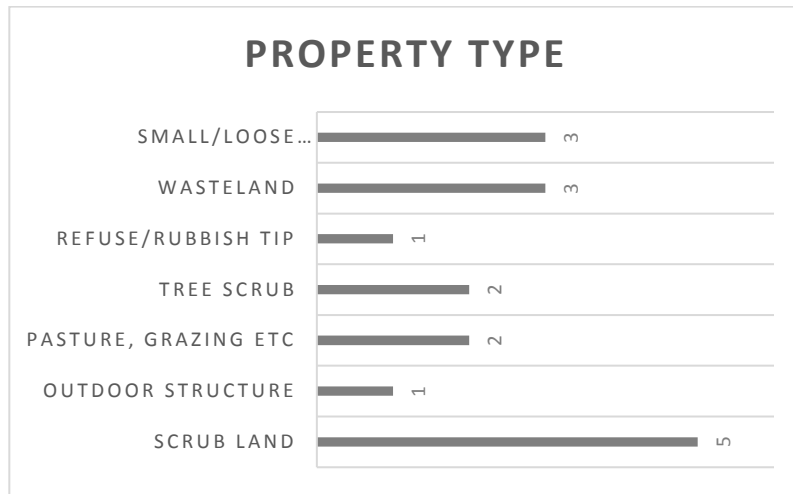 PROPERTY TYPE
SMALL/LOOSE… 3
WASTELAND 3
REFUSE/RUBBISH TIP 1
TREE SCRUB 2
PASTURE, GRAZING ETC 2
OUTDOOR STRUCTURE 1
SCRUB LAND 5